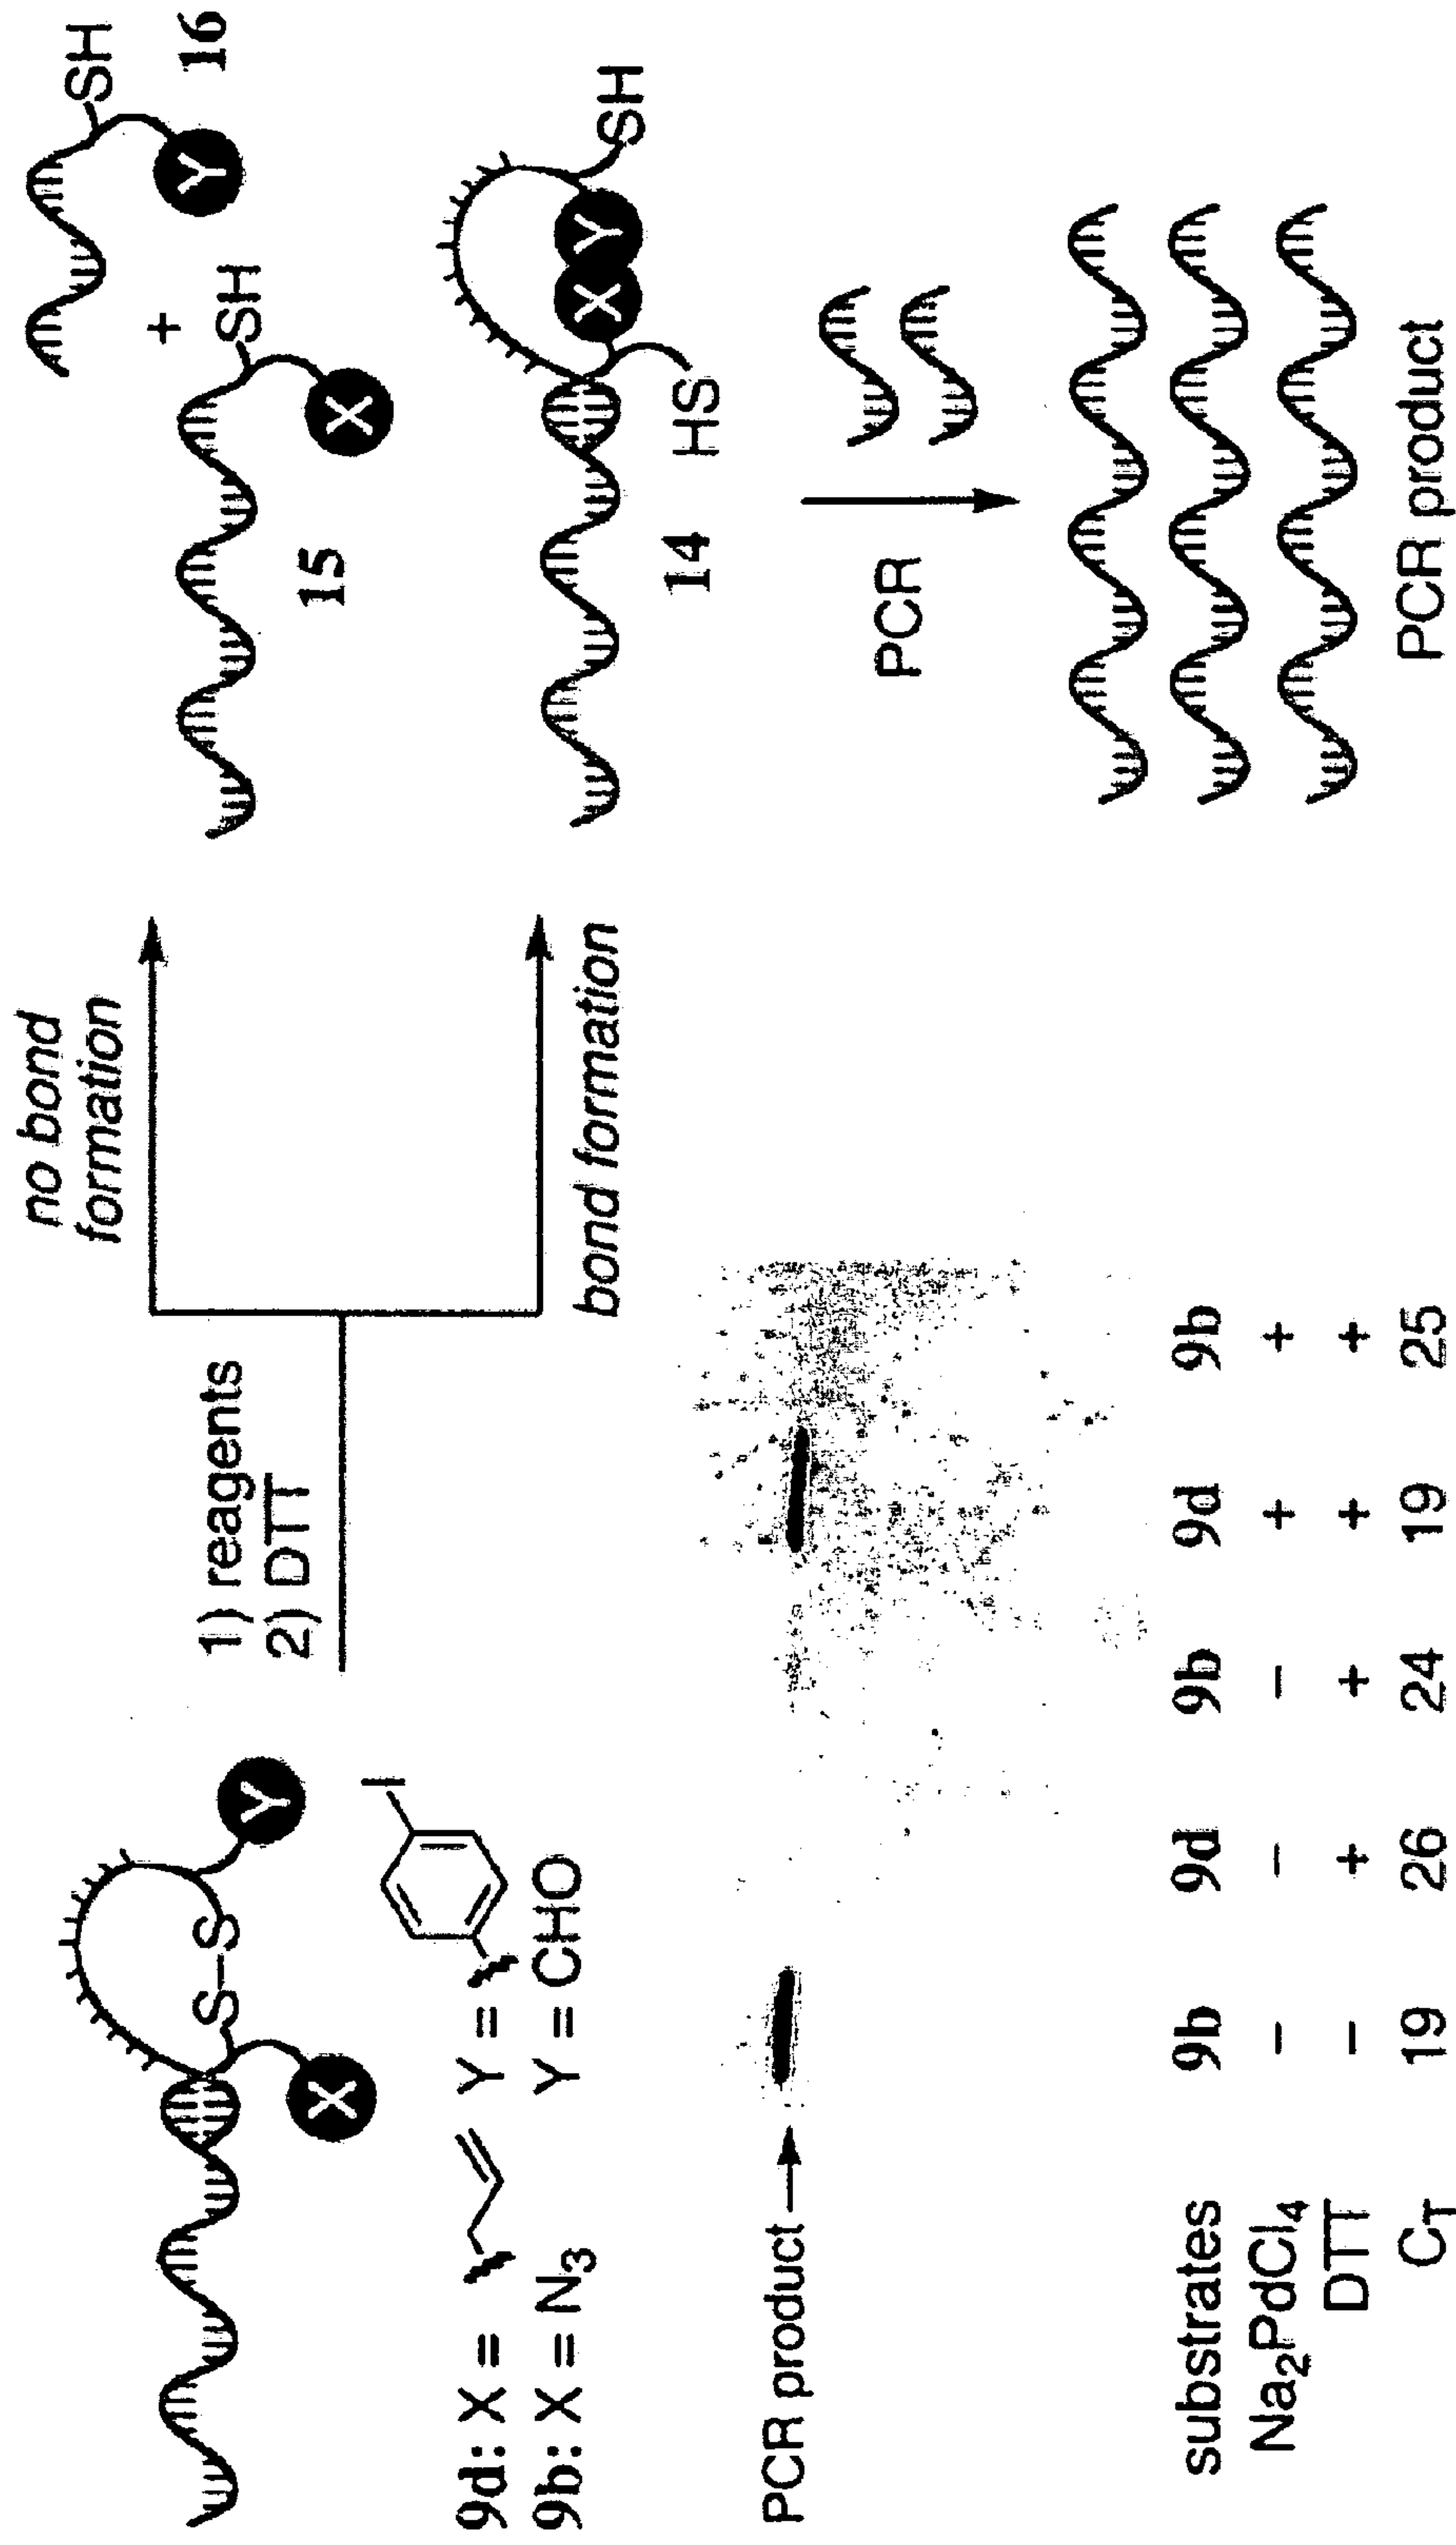 no bond
formation
1) reagents
2) DTT
bond formation
S–S
X
Y
SH
Y
16
+
SH
X
15
X Y
SH
HS
14
9d: X = Y = I
9b: X = N₃ Y = CHO
PCR
PCR product
PCR product →
substrates 9b 9d 9b 9d 9b
Na₂PdCl₄ – – – + +
DTT – + + + +
C_T 19 26 24 19 25